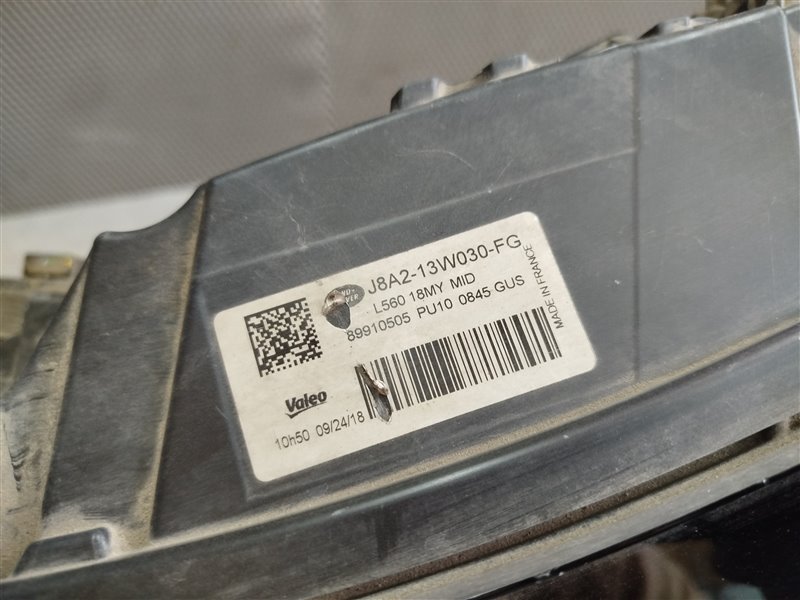 J8A2-13W030-FG
L560 18MY MID
89910505 PU10 0845 GUS
MADE IN FRANCE
Valeo
10h50 09/24/18